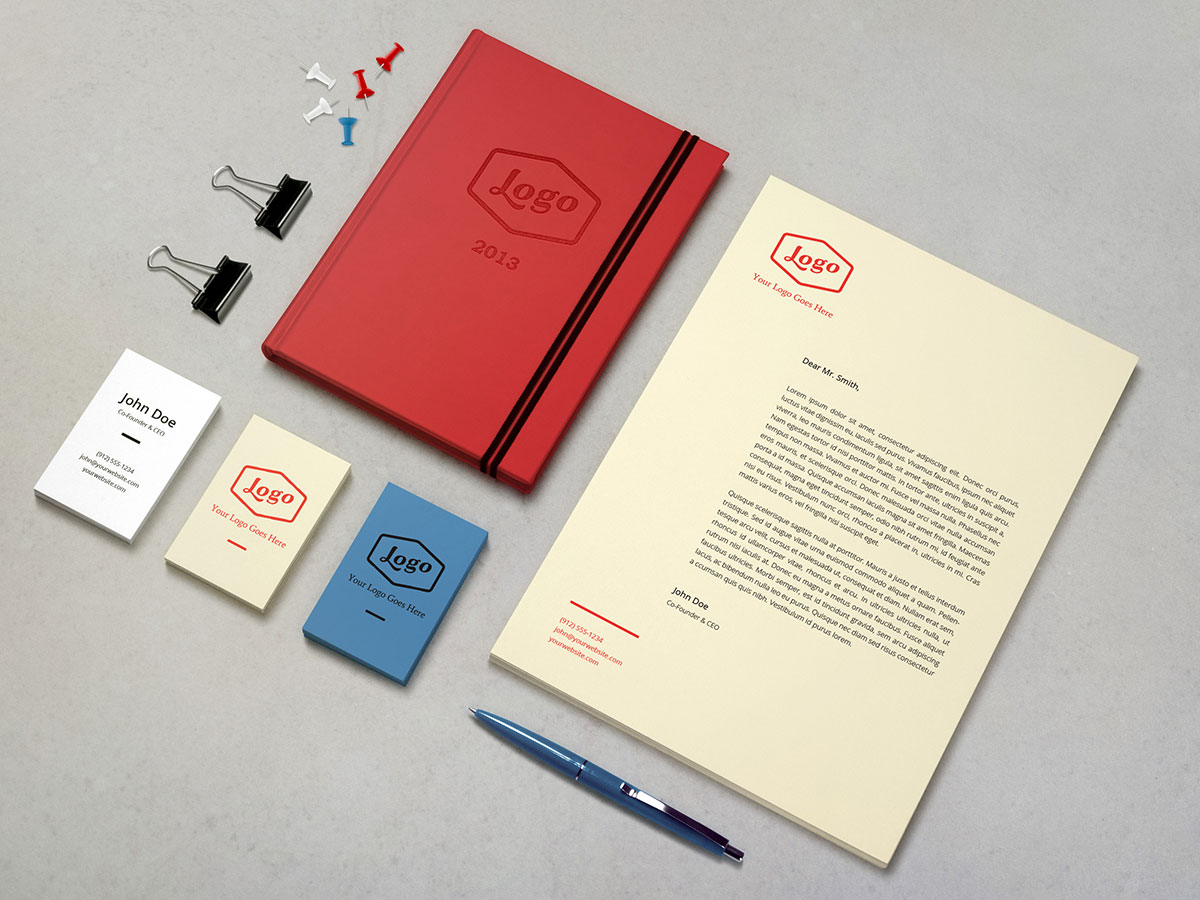 Logo
2013
Logo
Your Logo Goes Here
Dear Mr. Smith,
Lorem ipsum dolor sit amet, consectetur adipiscing elit. Donec orci purus,
luctus vitae dignissim eu, iaculis sed purus. Vivamus faucibus, ipsum nec aliquet
viverra, leo mauris condimentum ligula, sit amet sagittis enim ligula quis arcu.
Nam egestas tortor id nisi porttitor mattis. In tortor ante, ultricies in suscipit a,
tempus non massa. Vivamus et auctor mi. Fusce vel massa nulla. Phasellus nec
eros mauris, et scelerisque orci. Donec malesuada orci vitae nulla accumsan
porta a id massa. Quisque accumsan iaculis magna sit amet fringilla. Maecenas
consequat, magna eget tincidunt semper, odio nibh rutrum mi, id feugiat ante
nisi eu risus. Vestibulum nunc orci, rhoncus a placerat in, ultricies in mi. Cras
mattis varius eros, vel fringilla nisi suscipit eget.
Quisque scelerisque sagittis nulla at porttitor. Mauris a justo et tellus interdum
tristique. Sed id augue vitae urna euismod commodo aliquet a quam. Pellen-
tesque arcu velit, cursus et malesuada ut, consequat et diam. Nullam erat sem,
rhoncus id ullamcorper vitae, rhoncus et arcu. In ultricies ultricies nulla, ut
rutrum nisi iaculis at. Donec eu magna a metus ornare faucibus. Fusce aliquet
faucibus ultricies. Morbi semper, est id tincidunt gravida, sem arcu adipiscing
lacus, ac bibendum nulla leo eu purus. Quisque nec diam sed risus consectetur
a ccumsan quis quis nibh. Vestibulum id purus lorem.
John Doe
Co-Founder & CEO
(912) 555-1234
john@yourwebsite.com
yourwebsite.com
John Doe
Co-Founder & CEO
(912) 555-1234
john@yourwebsite.com
yourwebsite.com
Logo
Your Logo Goes Here
Logo
Your Logo Goes Here